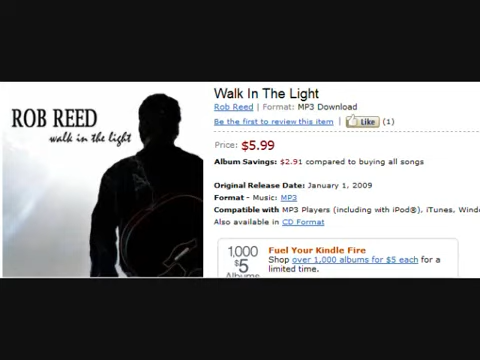 ROB REED
walk in the light
Walk In The Light
Rob Reed | Format: MP3 Download
Be the first to review this item | Like (1)
Price: $5.99
Album Savings: $2.91 compared to buying all songs
Original Release Date: January 1, 2009
Format - Music: MP3
Compatible with MP3 Players (including with iPod®), iTunes, Windo
Also available in CD Format
1,000
$5
Albums
Fuel Your Kindle Fire
Shop over 1,000 albums for $5 each for a
limited time.